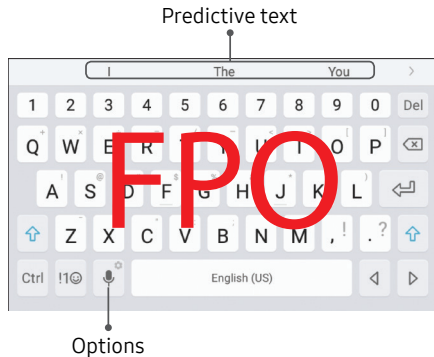 Predictive text
I The You
1 2 3 4 5 6 7 8 9 0 Del
Q W E R T Y U I O P
FPO
A S D F G H J K L
Z X C V B N M , ! . ?
Ctrl !1☺ English (US)
Options